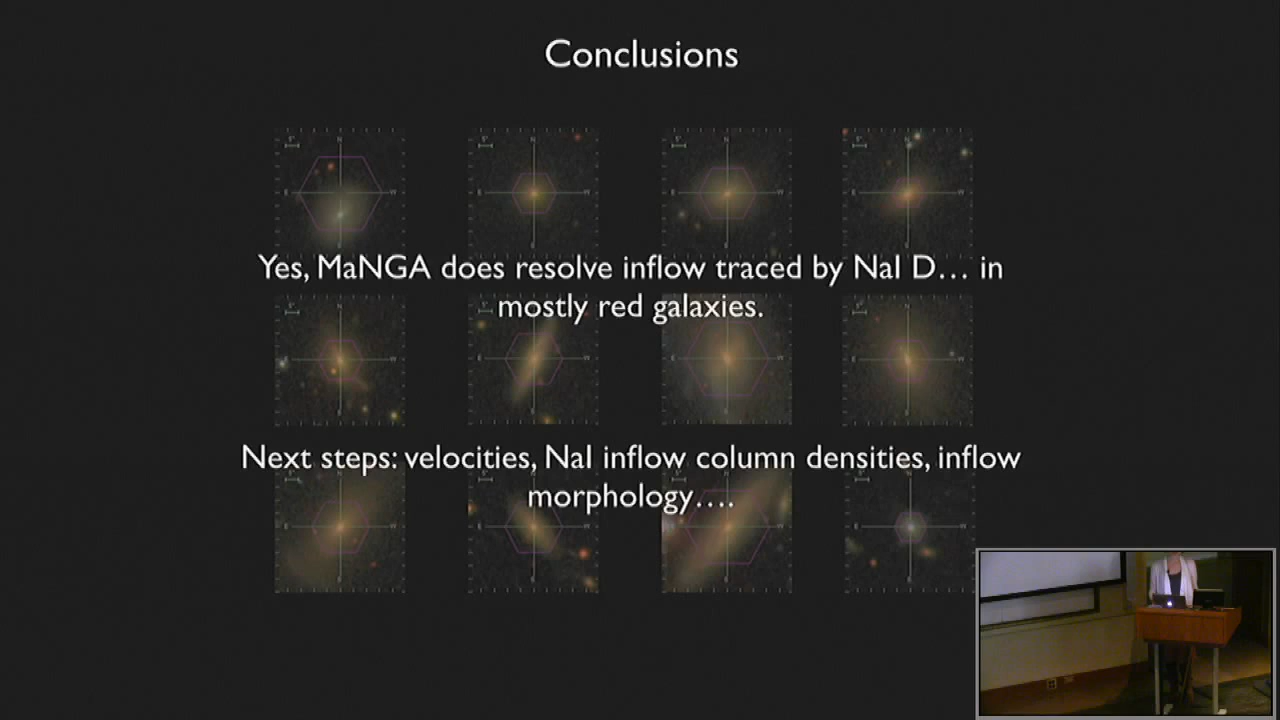 Conclusions
Yes, MaNGA does resolve inflow traced by NaI D... in
mostly red galaxies.
Next steps: velocities, NaI inflow column densities, inflow
morphology....